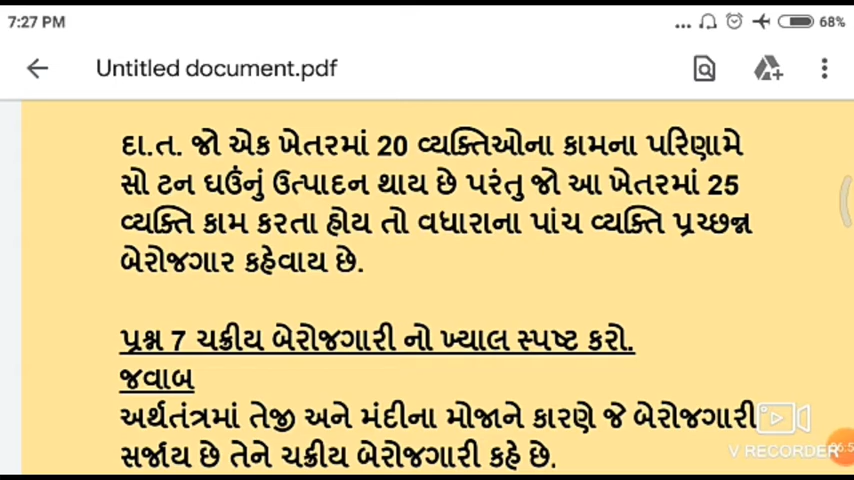 7:27 PM
... 68%
Untitled document.pdf
દા.ત. જો એક ખેતરમાં 20 વ્યક્તિઓના કામના પરિણામે
સો ટન ઘઉંનું ઉત્પાદન થાય છે પરંતુ જો આ ખેતરમાં 25
વ્યક્તિ કામ કરતા હોય તો વધારાના પાંચ વ્યક્તિ પ્રચ્છન્ન
બેરોજગાર કહેવાય છે.
પ્રશ્ન 7 ચક્રીય બેરોજગારી નો ખ્યાલ સ્પષ્ટ કરો.
જવાબ
અર્થતંત્રમાં તેજી અને મંદીના મોજાને કારણે જે બેરોજગારી
સર્જાય છે તેને ચક્રીય બેરોજગારી કહે છે.
V RECORDER